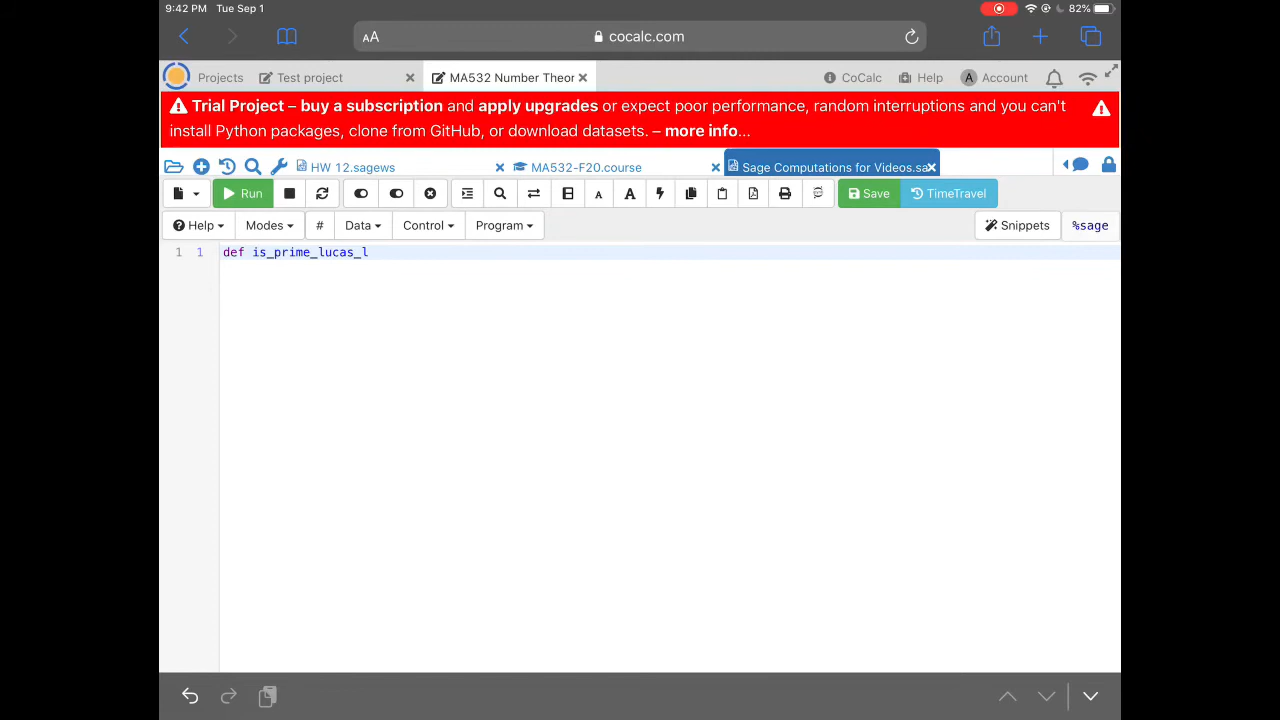 9:42 PM Tue Sep 1 82%
AA cocalc.com
Projects Test project MA532 Number Theor CoCalc Help Account
Trial Project – buy a subscription and apply upgrades or expect poor performance, random interruptions and you can't
install Python packages, clone from GitHub, or download datasets. – more info...
HW 12.sagews MA532-F20.course Sage Computations for Videos.sa
Run A A Save TimeTravel
Help Modes # Data Control Program Snippets %sage
1 1 def is_prime_lucas_l